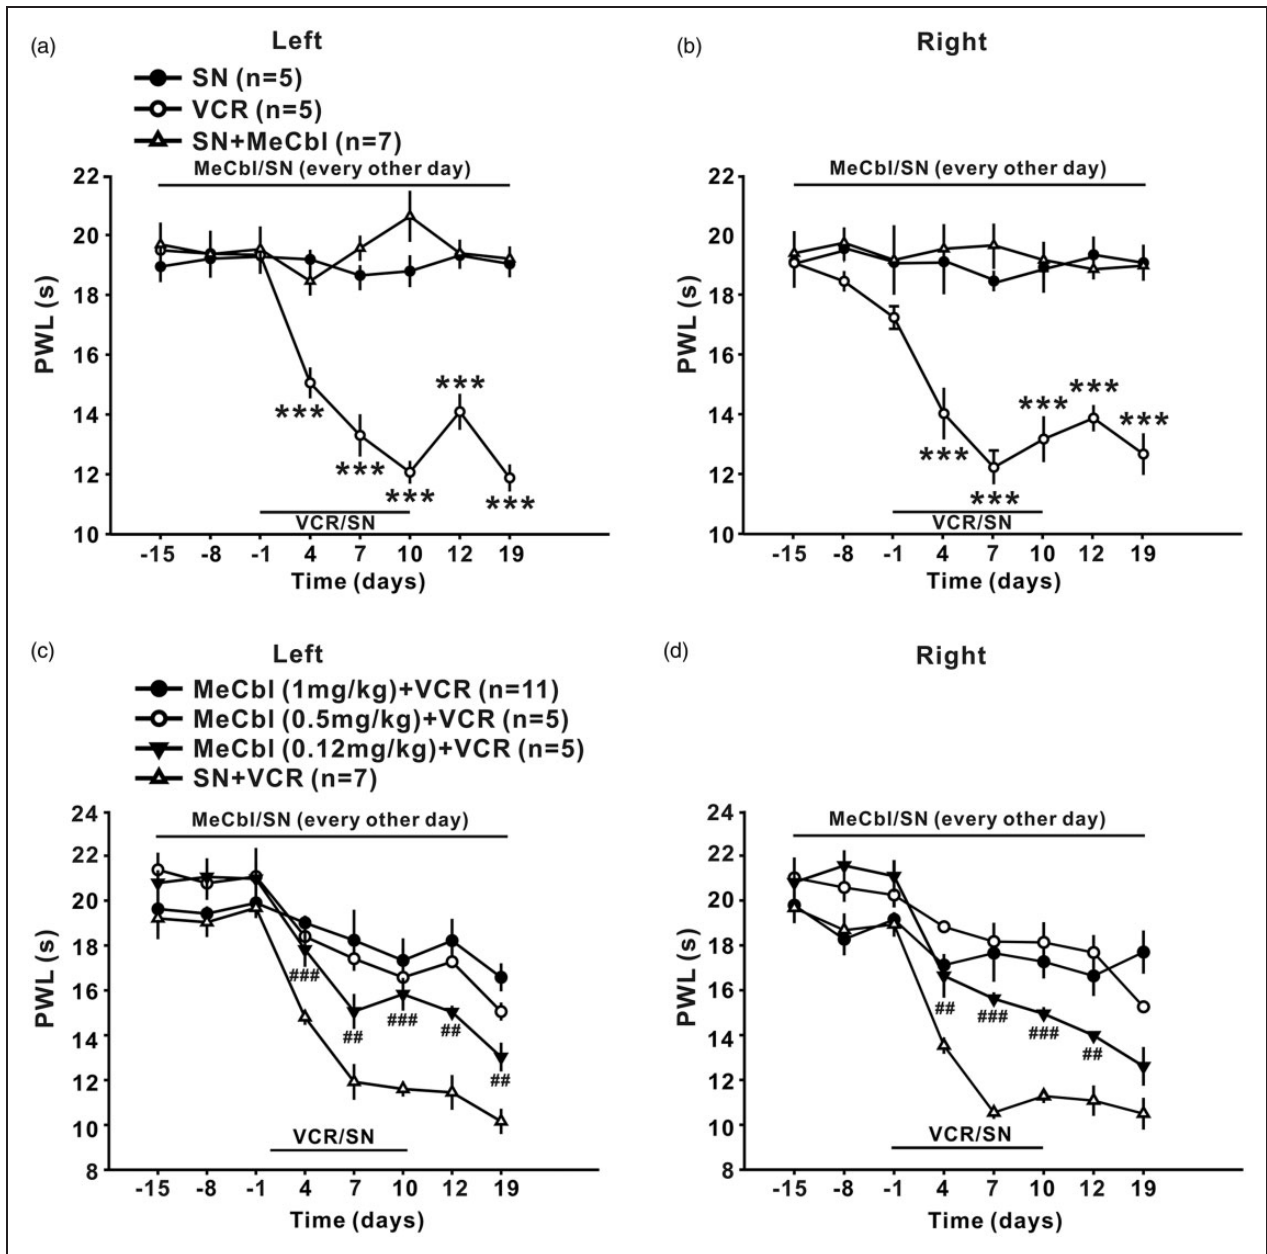 (a)
Left
SN (n=5)
VCR (n=5)
SN+MeCbl (n=7)
MeCbl/SN (every other day)
22
20
18
16
14
12
10
PWL (s)
***
***
***
***
***
VCR/SN
-15 -8 -1 4 7 10 12 19
Time (days)
(b)
Right
MeCbl/SN (every other day)
22
20
18
16
14
12
10
PWL (s)
***
***
***
***
***
VCR/SN
-15 -8 -1 4 7 10 12 19
Time (days)
(c)
Left
MeCbl (1mg/kg)+VCR (n=11)
MeCbl (0.5mg/kg)+VCR (n=5)
MeCbl (0.12mg/kg)+VCR (n=5)
SN+VCR (n=7)
MeCbl/SN (every other day)
24
22
20
18
16
14
12
10
8
PWL (s)
###
##
###
##
##
VCR/SN
-15 -8 -1 4 7 10 12 19
Time (days)
(d)
Right
MeCbl/SN (every other day)
24
22
20
18
16
14
12
10
8
PWL (s)
##
###
###
##
VCR/SN
-15 -8 -1 4 7 10 12 19
Time (days)